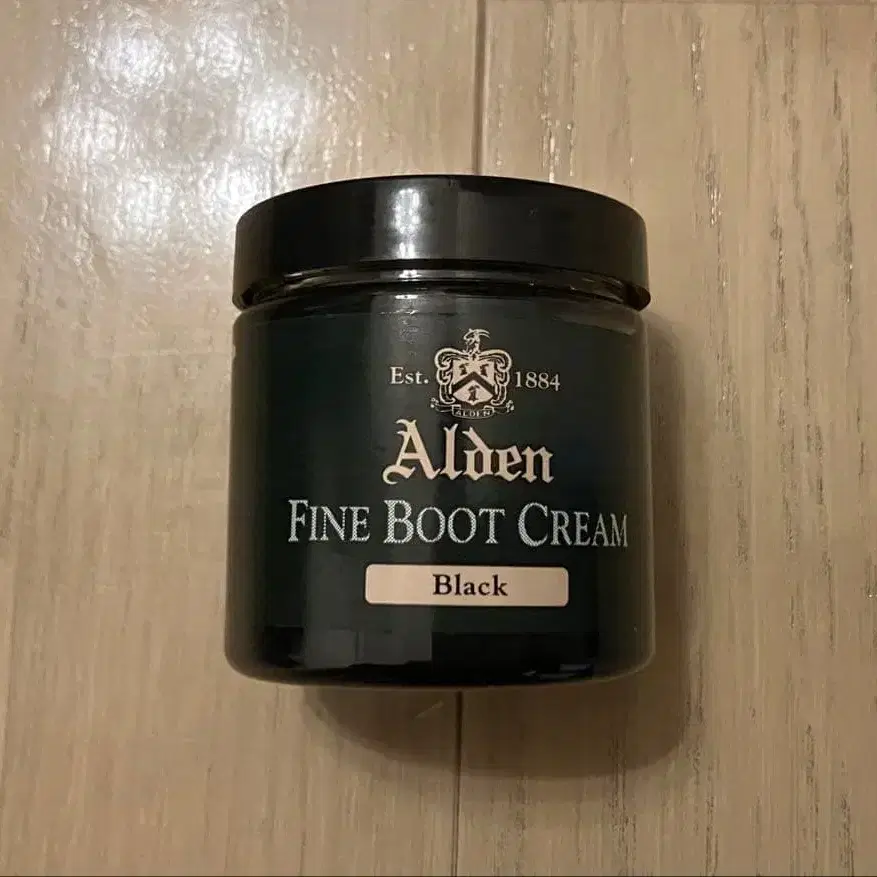 Est. 1884
ALDEN
Alden
FINE BOOT CREAM
Black